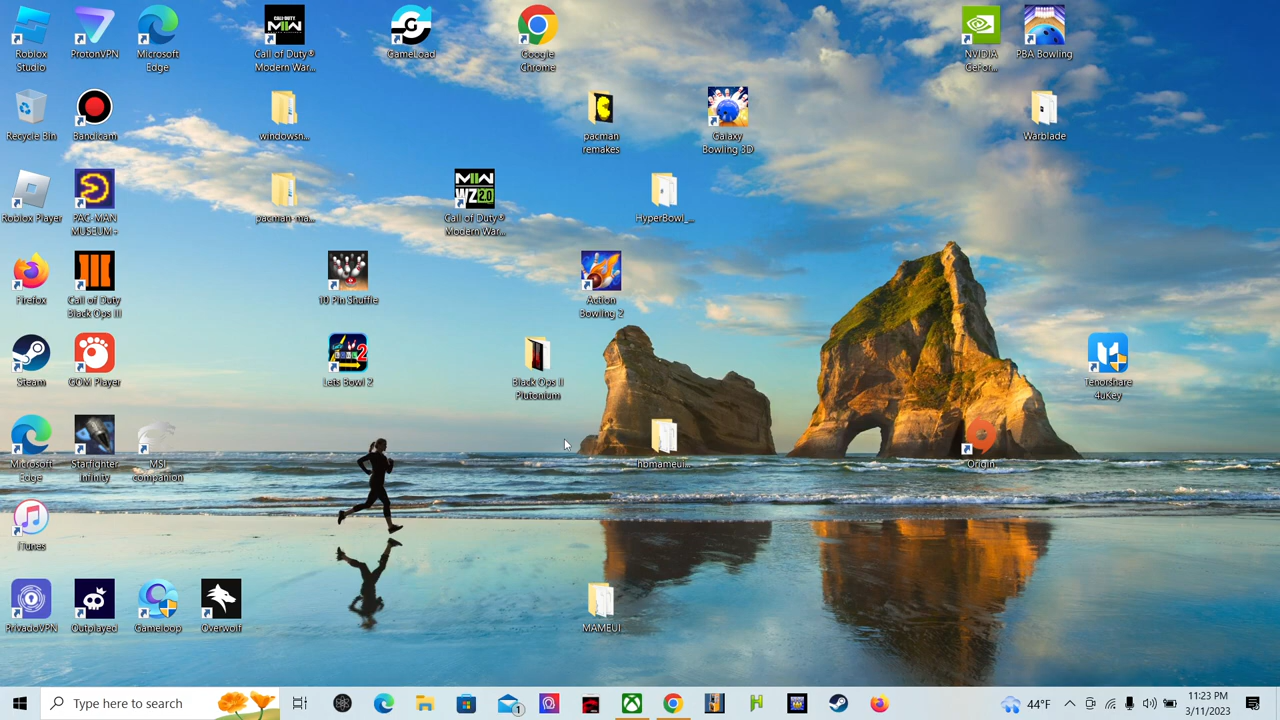 Roblox
Studio
ProtonVPN
Microsoft
Edge
Call of Duty®
Modern War...
GameLoad
Google
Chrome
NVIDIA
GeFor...
PBA Bowling
Recycle Bin
Bandicam
windowsn...
pacman
remakes
Galaxy
Bowling 3D
Warblade
Roblox Player
PAC-MAN
MUSEUM+
pacman-ma...
Call of Duty®
Modern War...
HyperBowl_...
Firefox
Call of Duty
Black Ops III
10 Pin Shuffle
Action
Bowling 2
Steam
GOM Player
Lets Bowl 2
Black Ops II
Plutonium
Tenorshare
4uKey
Microsoft
Edge
Starfighter
Infinity
MSI
companion
hbmameui...
Origin
iTunes
PrivadoVPN
Outplayed
Gameloop
Overwolf
MAMEUI
Type here to search
1
44°F
11:23 PM
3/11/2023